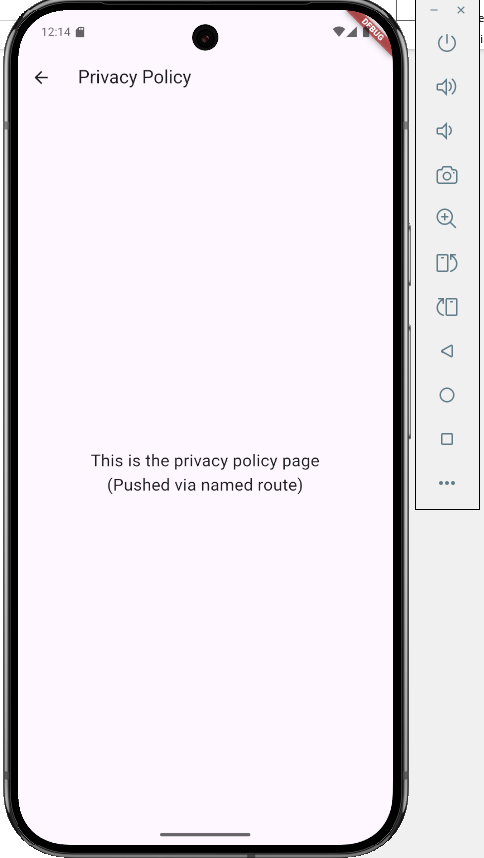 12:14
DEBUG
Privacy Policy
This is the privacy policy page
(Pushed via named route)